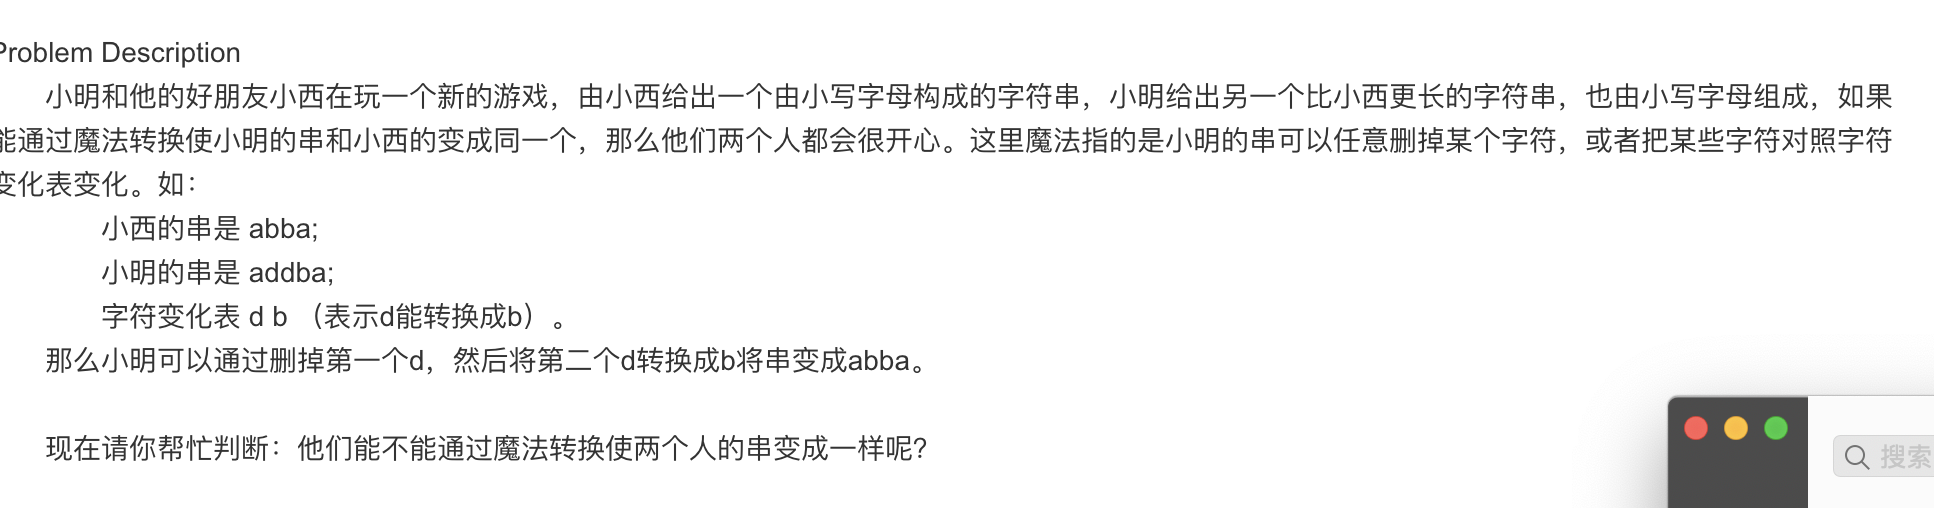 Problem Description
小明和他的好朋友小西在玩一个新的游戏，由小西给出一个由小写字母构成的字符串，小明给出另一个比小西更长的字符串，也由小写字母组成，如果
能通过魔法转换使小明的串和小西的变成同一个，那么他们两个人都会很开心。这里魔法指的是小明的串可以任意删掉某个字符，或者把某些字符对照字符
变化表变化。如：
小西的串是 abba;
小明的串是 addba;
字符变化表 d b （表示d能转换成b）。
那么小明可以通过删掉第一个d，然后将第二个d转换成b将串变成abba。
现在请你帮忙判断：他们能不能通过魔法转换使两个人的串变成一样呢？
搜索